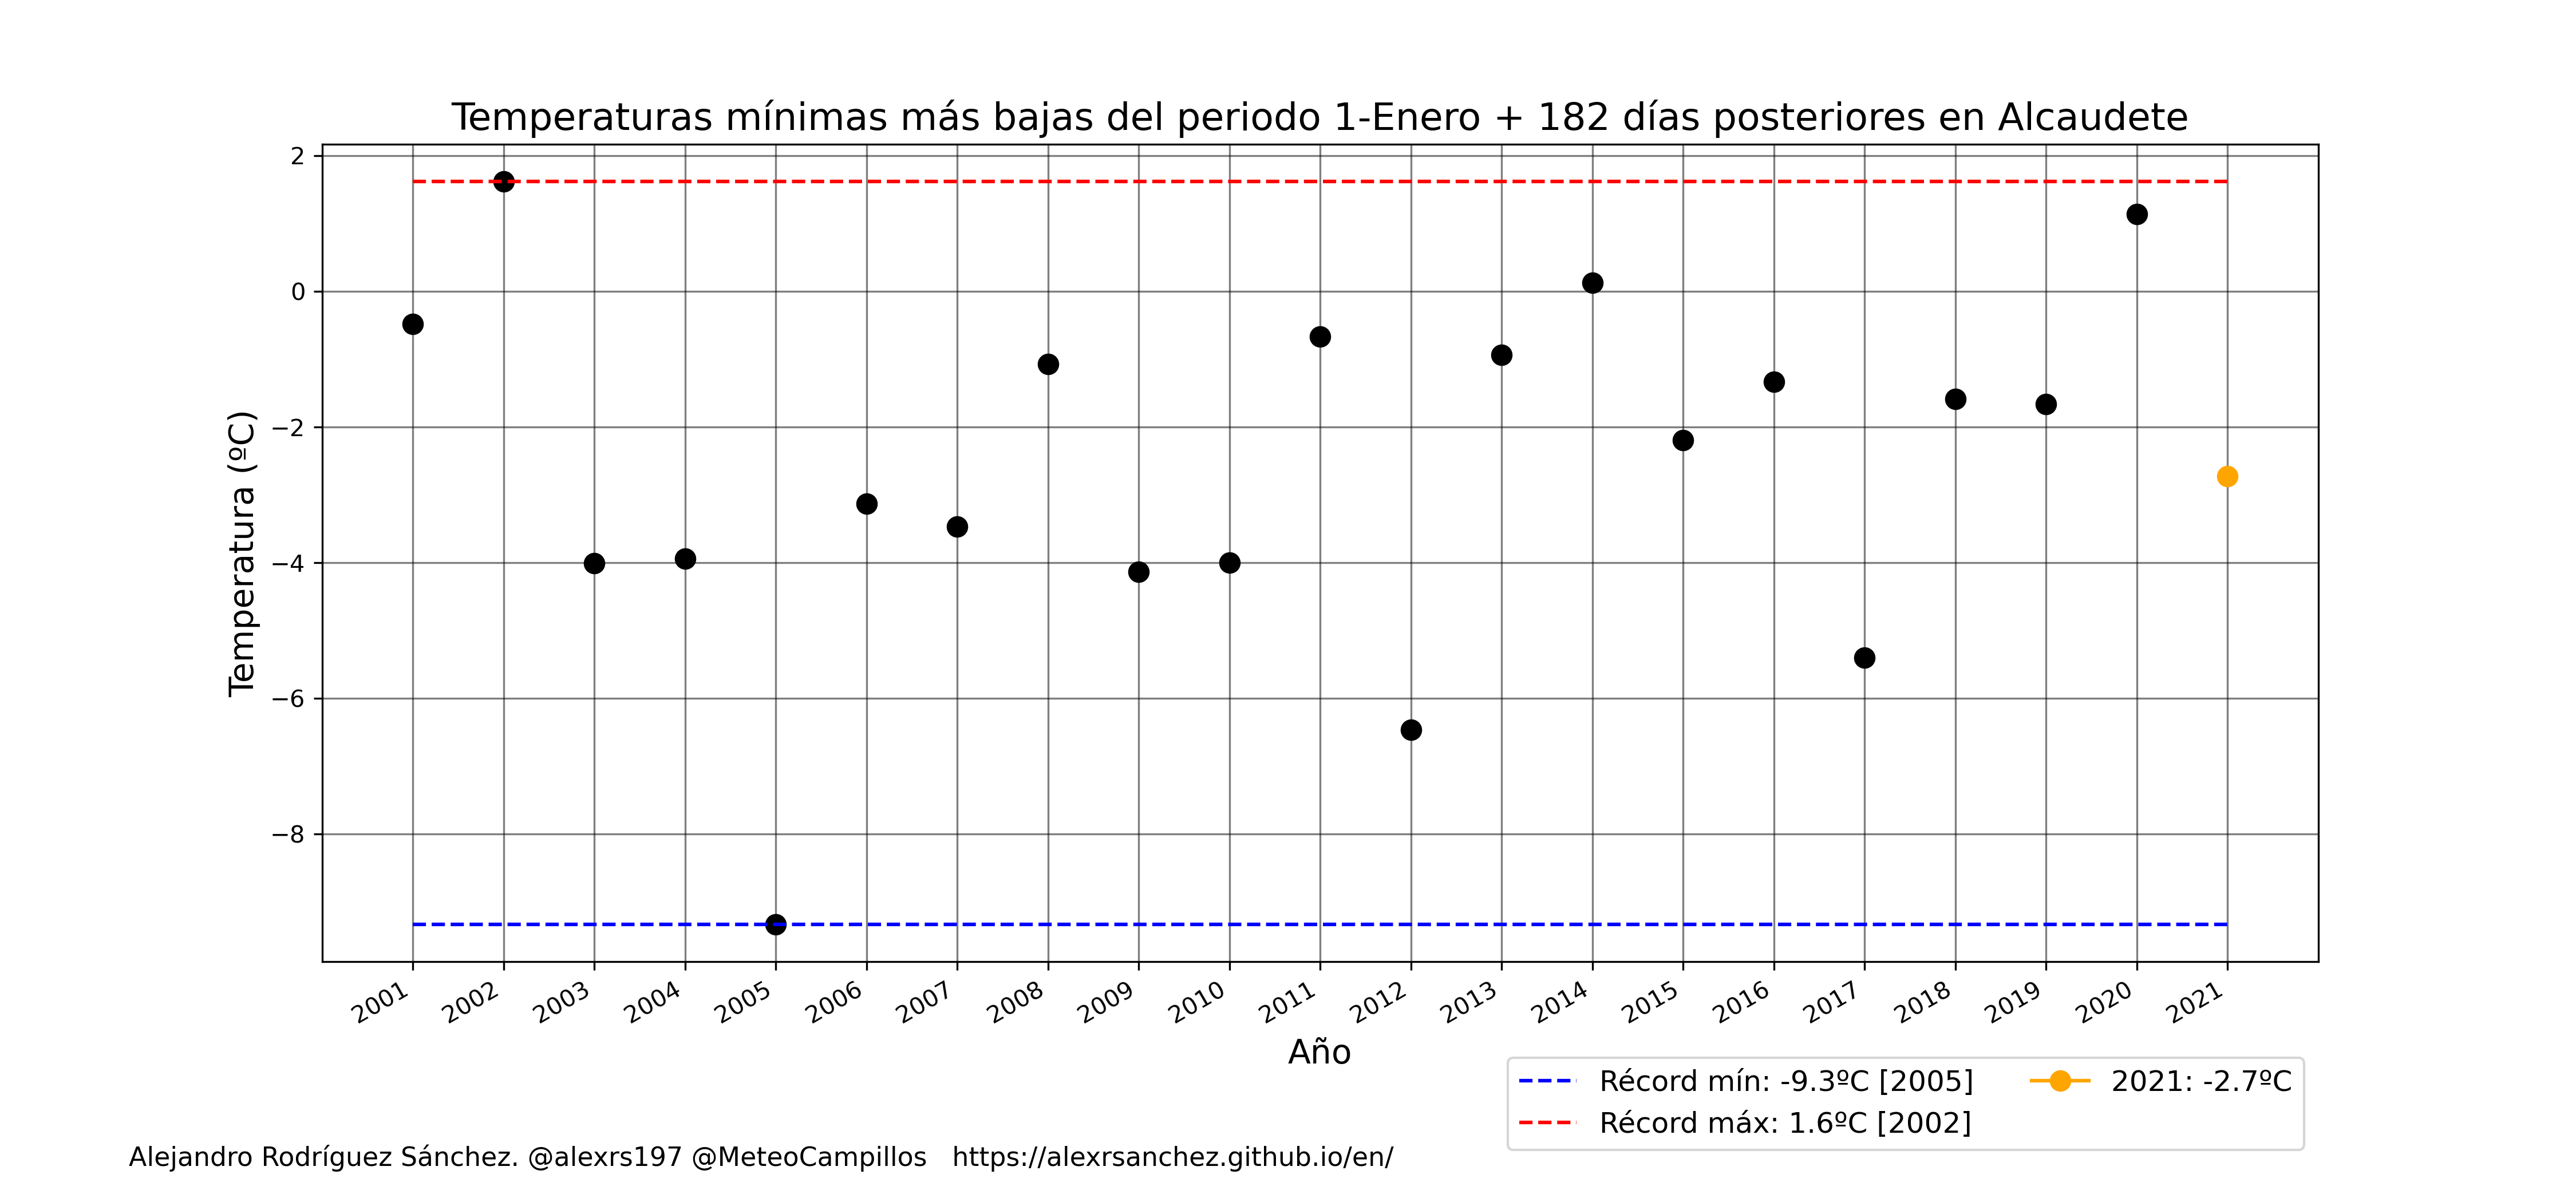 Temperaturas mínimas más bajas del periodo 1-Enero + 182 días posteriores en Alcaudete
Temperatura (ºC)
2
0
−2
−4
−6
−8
2001 2002 2003 2004 2005 2006 2007 2008 2009 2010 2011 2012 2013 2014 2015 2016 2017 2018 2019 2020 2021
Año
Récord mín: -9.3ºC [2005]
Récord máx: 1.6ºC [2002]
2021: -2.7ºC
Alejandro Rodríguez Sánchez. @alexrs197 @MeteoCampillos https://alexrsanchez.github.io/en/